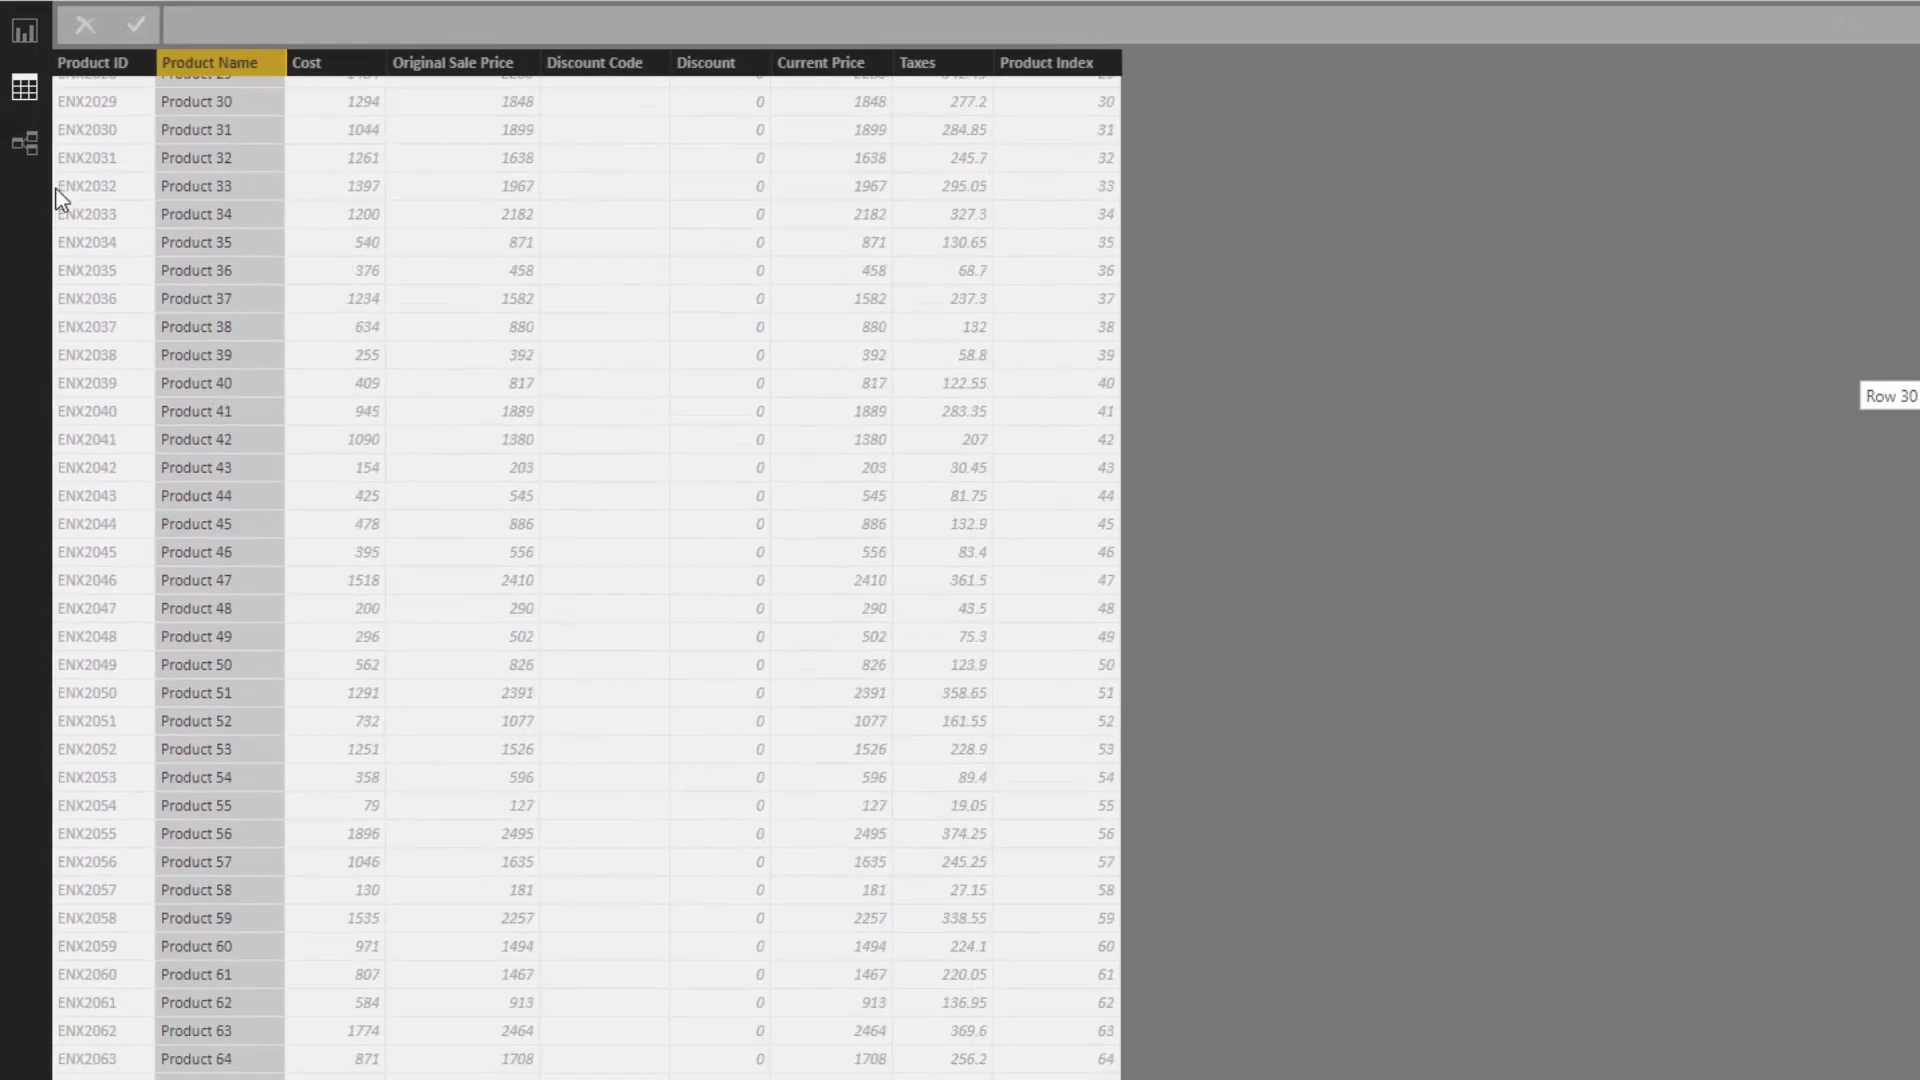 Product ID Product Name Cost Original Sale Price Discount Code Discount Current Price Taxes Product Index
ENX2029 Product 30 1294 1848 0 1848 277.2 30
ENX2030 Product 31 1044 1899 0 1899 284.85 31
ENX2031 Product 32 1261 1638 0 1638 245.7 32
ENX2032 Product 33 1397 1967 0 1967 295.05 33
ENX2033 Product 34 1200 2182 0 2182 327.3 34
ENX2034 Product 35 540 871 0 871 130.65 35
ENX2035 Product 36 376 458 0 458 68.7 36
Row 30
ENX2036 Product 37 1234 1582 0 1582 237.3 37
ENX2037 Product 38 634 880 0 880 132 38
ENX2038 Product 39 255 392 0 392 58.8 39
ENX2039 Product 40 409 817 0 817 122.55 40
ENX2040 Product 41 945 1889 0 1889 283.35 41
ENX2041 Product 42 1090 1380 0 1380 207 42
ENX2042 Product 43 154 203 0 203 30.45 43
ENX2043 Product 44 425 545 0 545 81.75 44
ENX2044 Product 45 478 886 0 886 132.9 45
ENX2045 Product 46 395 556 0 556 83.4 46
ENX2046 Product 47 1518 2410 0 2410 361.5 47
ENX2047 Product 48 200 290 0 290 43.5 48
ENX2048 Product 49 296 502 0 502 75.3 49
ENX2049 Product 50 562 826 0 826 123.9 50
ENX2050 Product 51 1291 2391 0 2391 358.65 51
ENX2051 Product 52 732 1077 0 1077 161.55 52
ENX2052 Product 53 1251 1526 0 1526 228.9 53
ENX2053 Product 54 358 596 0 596 89.4 54
ENX2054 Product 55 79 127 0 127 19.05 55
ENX2055 Product 56 1896 2495 0 2495 374.25 56
ENX2056 Product 57 1046 1635 0 1635 245.25 57
ENX2057 Product 58 130 181 0 181 27.15 58
ENX2058 Product 59 1535 2257 0 2257 338.55 59
ENX2059 Product 60 971 1494 0 1494 224.1 60
ENX2060 Product 61 807 1467 0 1467 220.05 61
ENX2061 Product 62 584 913 0 913 136.95 62
ENX2062 Product 63 1774 2464 0 2464 369.6 63
ENX2063 Product 64 871 1708 0 1708 256.2 64